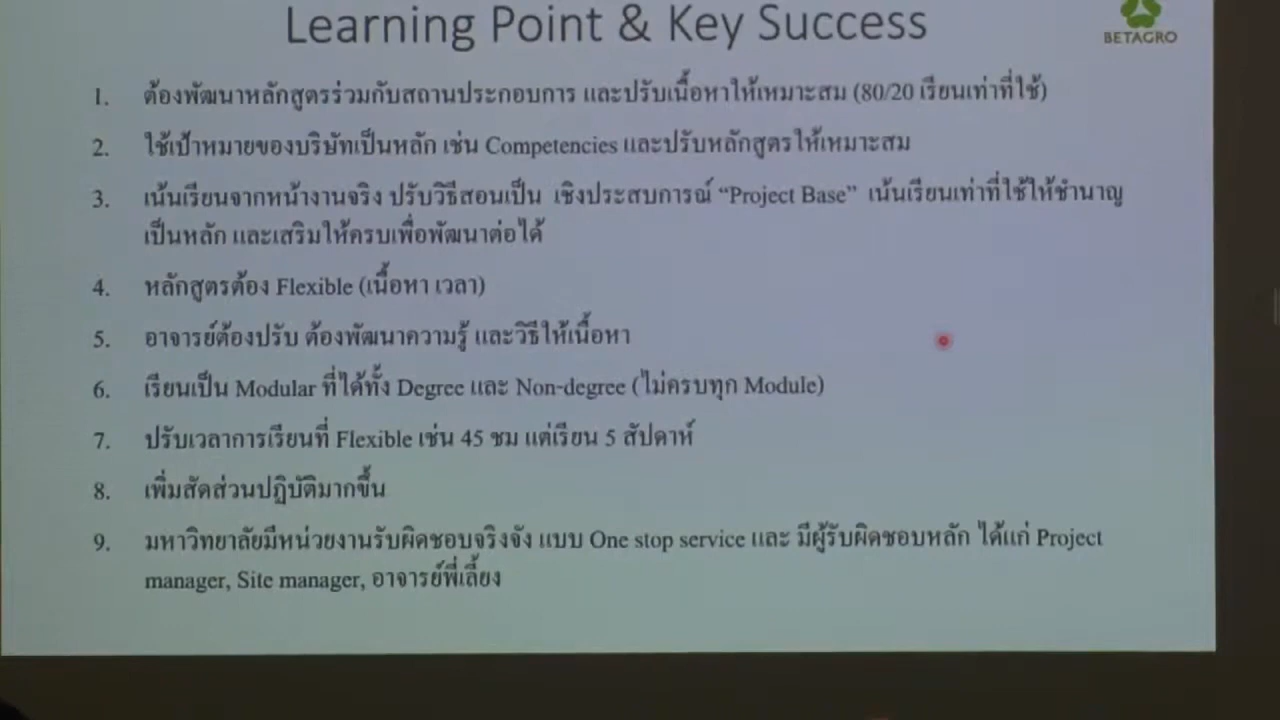 Learning Point & Key Success
BETAGRO
1. ต้องพัฒนาหลักสูตรร่วมกับสถานประกอบการ และปรับเนื้อหาให้เหมาะสม (80/20 เรียนเท่าที่ใช้)
2. ใช้เป้าหมายของบริษัทเป็นหลัก เช่น Competencies และปรับหลักสูตรให้เหมาะสม
3. เน้นเรียนจากหน้างานจริง ปรับวิธีสอนเป็น เชิงประสบการณ์ “Project Base” เน้นเรียนเท่าที่ใช้ให้ชำนาญ
เป็นหลัก และเสริมให้ครบเพื่อพัฒนาต่อได้
4. หลักสูตรต้อง Flexible (เนื้อหา เวลา)
5. อาจารย์ต้องปรับ ต้องพัฒนาความรู้ และวิธีให้เนื้อหา
6. เรียนเป็น Modular ที่ได้ทั้ง Degree และ Non-degree (ไม่ครบทุก Module)
7. ปรับเวลาการเรียนที่ Flexible เช่น 45 ชม แต่เรียน 5 สัปดาห์
8. เพิ่มสัดส่วนปฏิบัติมากขึ้น
9. มหาวิทยาลัยมีหน่วยงานรับผิดชอบจริงจัง แบบ One stop service และ มีผู้รับผิดชอบหลัก ได้แก่ Project
manager, Site manager, อาจารย์พี่เลี้ยง